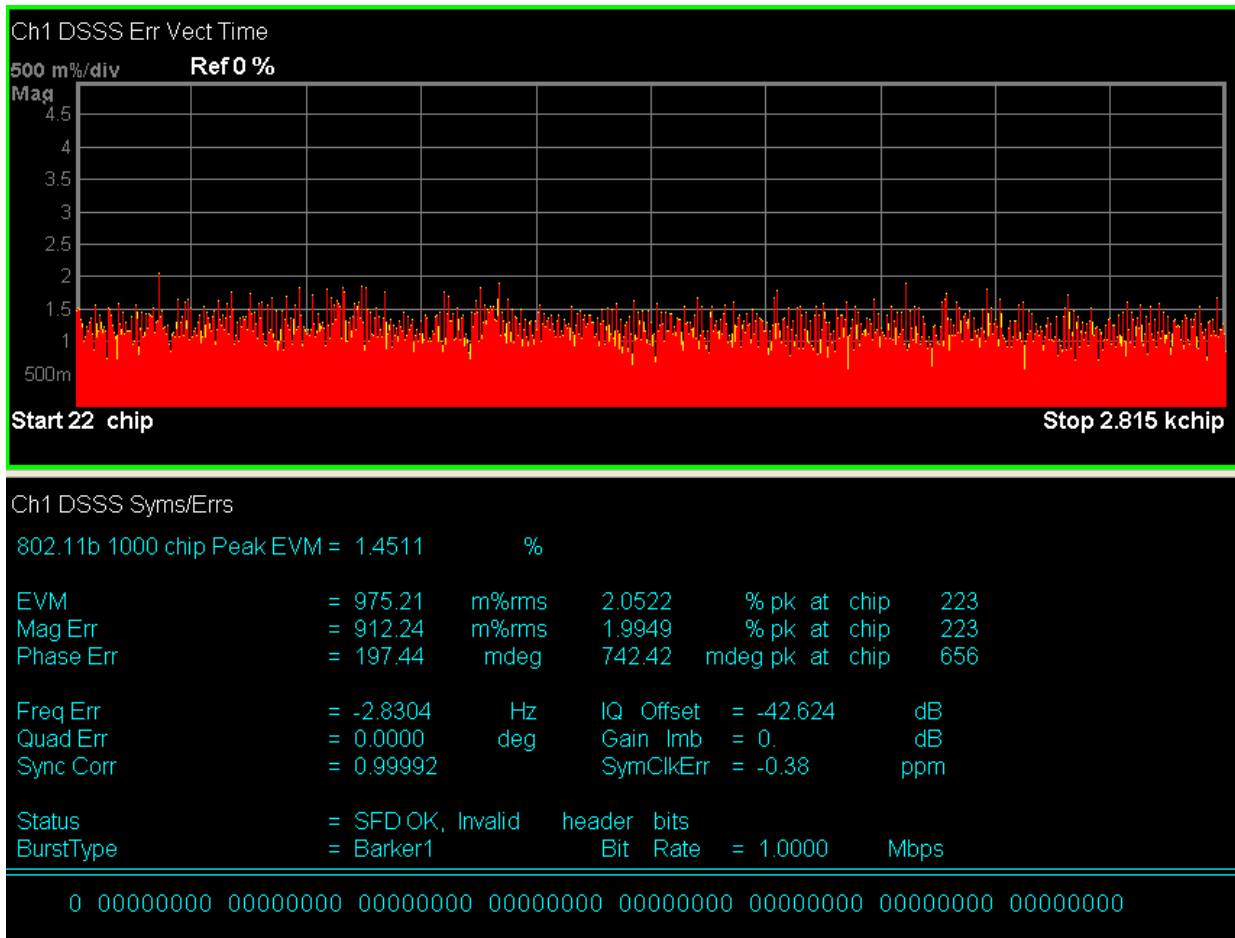 Ch1 DSSS Err Vect Time
500 m%/div Ref 0 %
Mag
4.5
4
3.5
3
2.5
2
1.5
1
500m
Start 22 chip Stop 2.815 kchip
Ch1 DSSS Syms/Errs
802.11b 1000 chip Peak EVM = 1.4511 %
EVM = 975.21 m%rms 2.0522 % pk at chip 223
Mag Err = 912.24 m%rms 1.9949 % pk at chip 223
Phase Err = 197.44 mdeg 742.42 mdeg pk at chip 656
Freq Err = -2.8304 Hz IQ Offset = -42.624 dB
Quad Err = 0.0000 deg Gain Imb = 0. dB
Sync Corr = 0.99992 SymClkErr = -0.38 ppm
Status = SFD OK, Invalid header bits
BurstType = Barker1 Bit Rate = 1.0000 Mbps
0 00000000 00000000 00000000 00000000 00000000 00000000 00000000 00000000